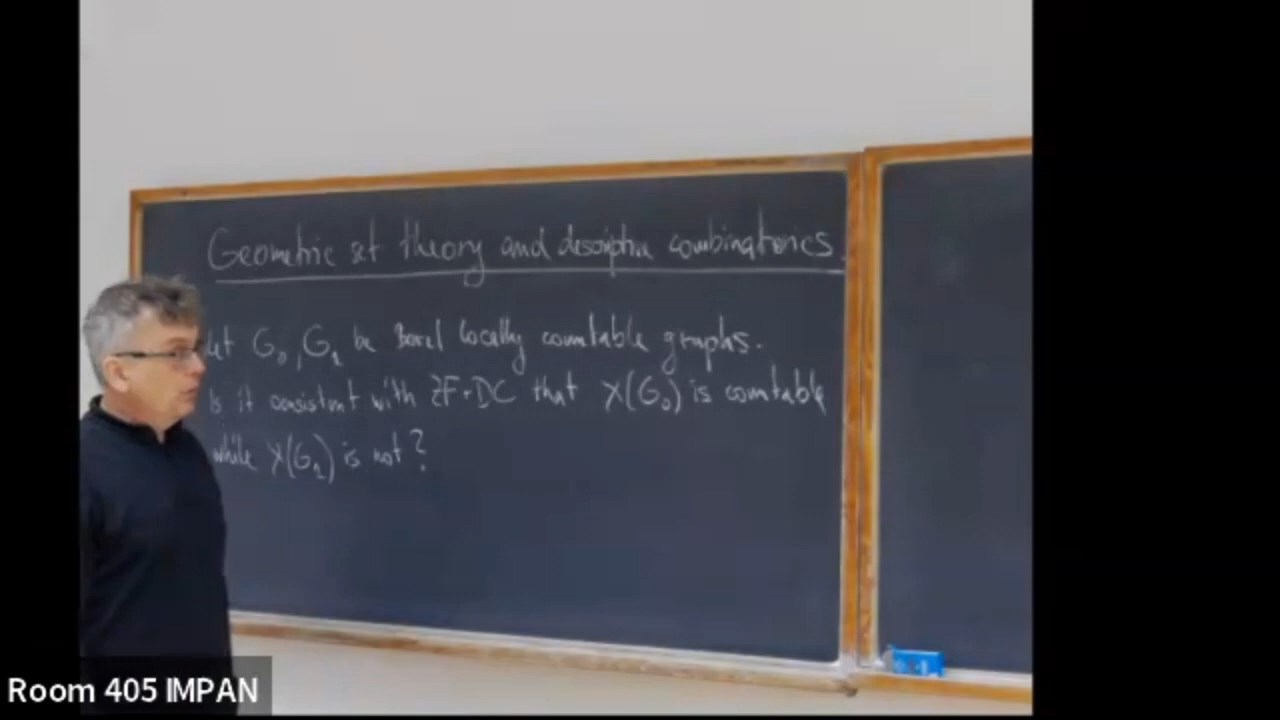 Geometric set theory and descriptive combinatorics.
Let G₀, G₁ be Borel locally countable graphs.
Is it consistent with ZF+DC that χ(G₀) is countable
while χ(G₁) is not?
Room 405 IMPAN